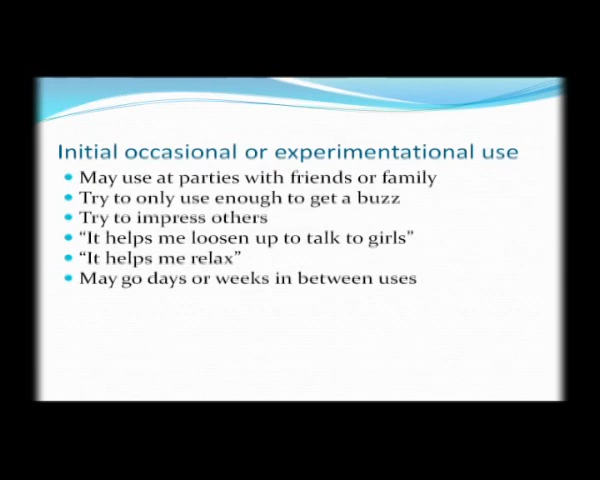 Initial occasional or experimentational use
• May use at parties with friends or family
• Try to only use enough to get a buzz
• Try to impress others
• “It helps me loosen up to talk to girls”
• “It helps me relax”
• May go days or weeks in between uses